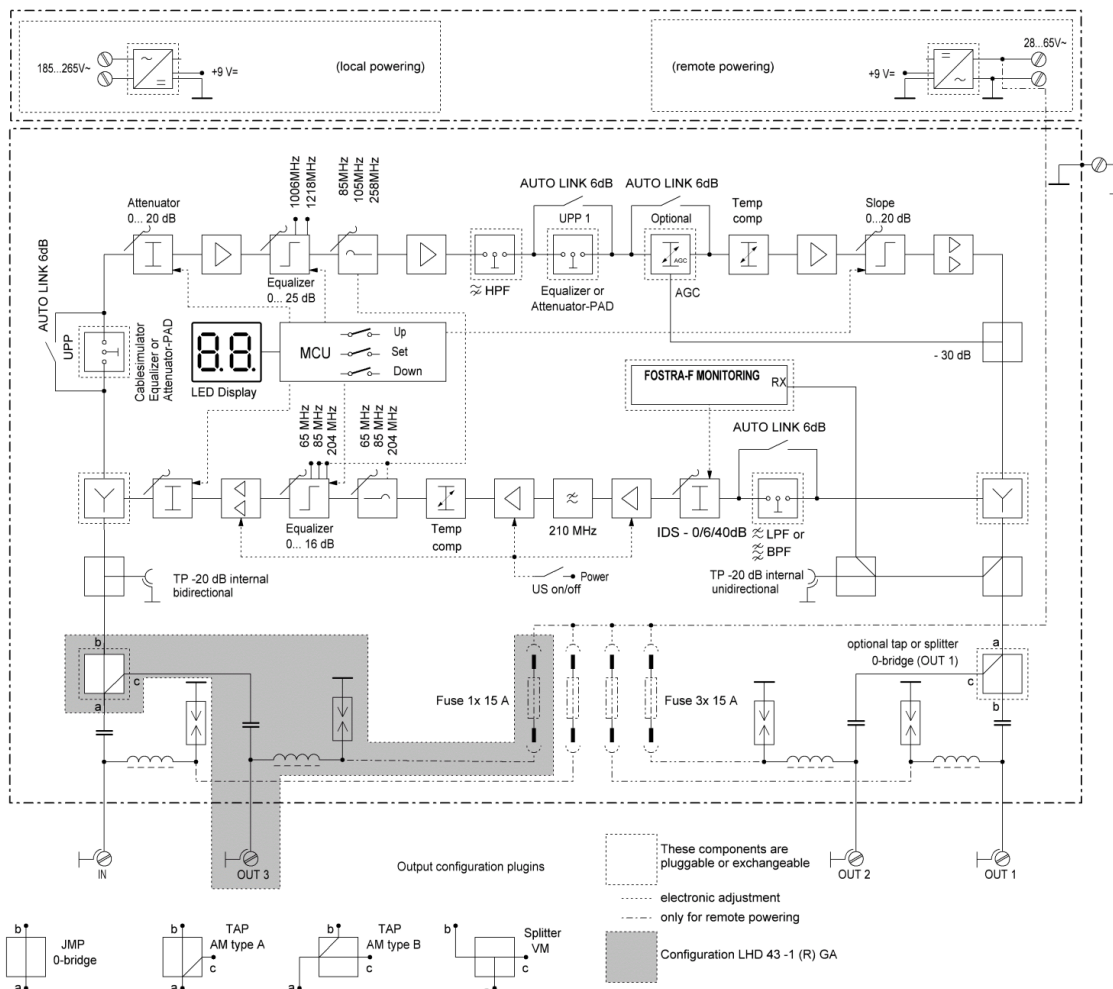 185...265V~
+9 V=
(local powering)
(remote powering)
+9 V=
28...65V~
1006MHz
1218MHz
85MHz
105MHz
258MHz
AUTO LINK 6dB
AUTO LINK 6dB
Attenuator
0... 20 dB
UPP 1
Optional
Temp
comp
Slope
0...20 dB
AGC
Equalizer
0... 25 dB
HPF
Equalizer or
Attenuator-PAD
AGC
AUTO LINK 6dB
UPP
Cablesimulator
Equalizer or
Attenuator-PAD
8.8.
LED Display
MCU
Up
Set
Down
- 30 dB
FOSTRA-F MONITORING
RX
AUTO LINK 6dB
65 MHz
85 MHz
204 MHz
65 MHz
85 MHz
204 MHz
Equalizer
0... 16 dB
Temp
comp
210 MHz
IDS - 0/6/40dB
LPF or
BPF
TP -20 dB internal
bidirectional
US on/off
Power
TP -20 dB internal
unidirectional
b
c
a
optional tap or splitter
0-bridge (OUT 1)
a
c
b
Fuse 1x 15 A
Fuse 3x 15 A
IN
OUT 3
OUT 2
OUT 1
Output configuration plugins
These components are
pluggable or exchangeable
electronic adjustment
only for remote powering
Configuration LHD 43 -1 (R) GA
b
JMP
0-bridge
a
b
TAP
AM type A
c
a
b
TAP
AM type B
c
a
b
Splitter
VM
c